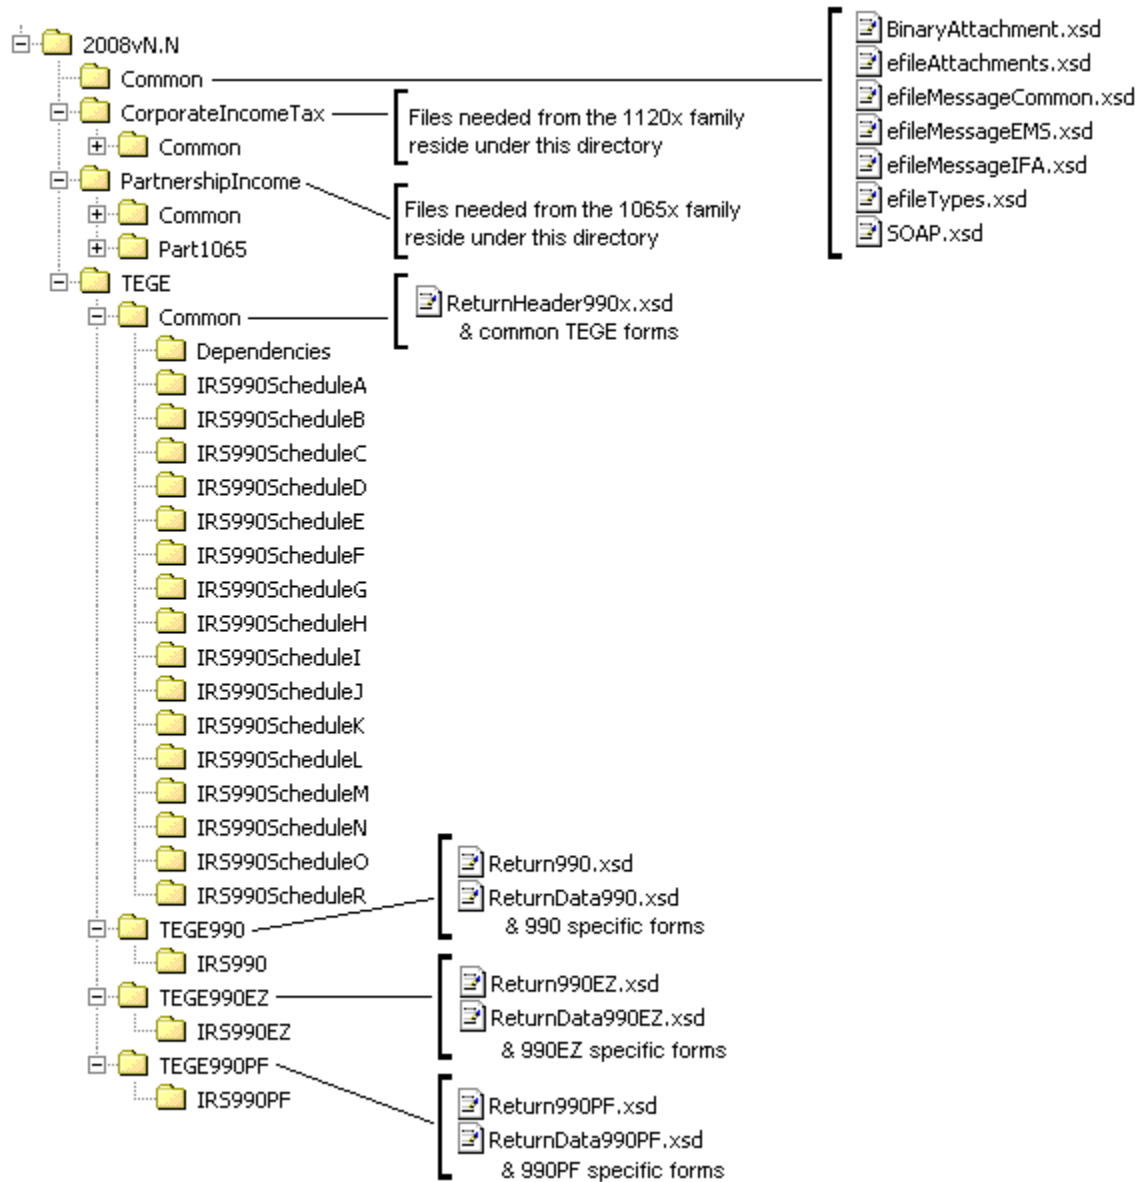 2008vN.N
Common
CorporateIncomeTax
Common
PartnershipIncome
Common
Part1065
TEGE
Common
Dependencies
IRS990ScheduleA
IRS990ScheduleB
IRS990ScheduleC
IRS990ScheduleD
IRS990ScheduleE
IRS990ScheduleF
IRS990ScheduleG
IRS990ScheduleH
IRS990ScheduleI
IRS990ScheduleJ
IRS990ScheduleK
IRS990ScheduleL
IRS990ScheduleM
IRS990ScheduleN
IRS990ScheduleO
IRS990ScheduleR
TEGE990
IRS990
TEGE990EZ
IRS990EZ
TEGE990PF
IRS990PF
Files needed from the 1120x family
reside under this directory
Files needed from the 1065x family
reside under this directory
ReturnHeader990x.xsd
& common TEGE forms
Return990.xsd
ReturnData990.xsd
& 990 specific forms
Return990EZ.xsd
ReturnData990EZ.xsd
& 990EZ specific forms
Return990PF.xsd
ReturnData990PF.xsd
& 990PF specific forms
BinaryAttachment.xsd
efileAttachments.xsd
efileMessageCommon.xsd
efileMessageEMS.xsd
efileMessageIFA.xsd
efileTypes.xsd
SOAP.xsd